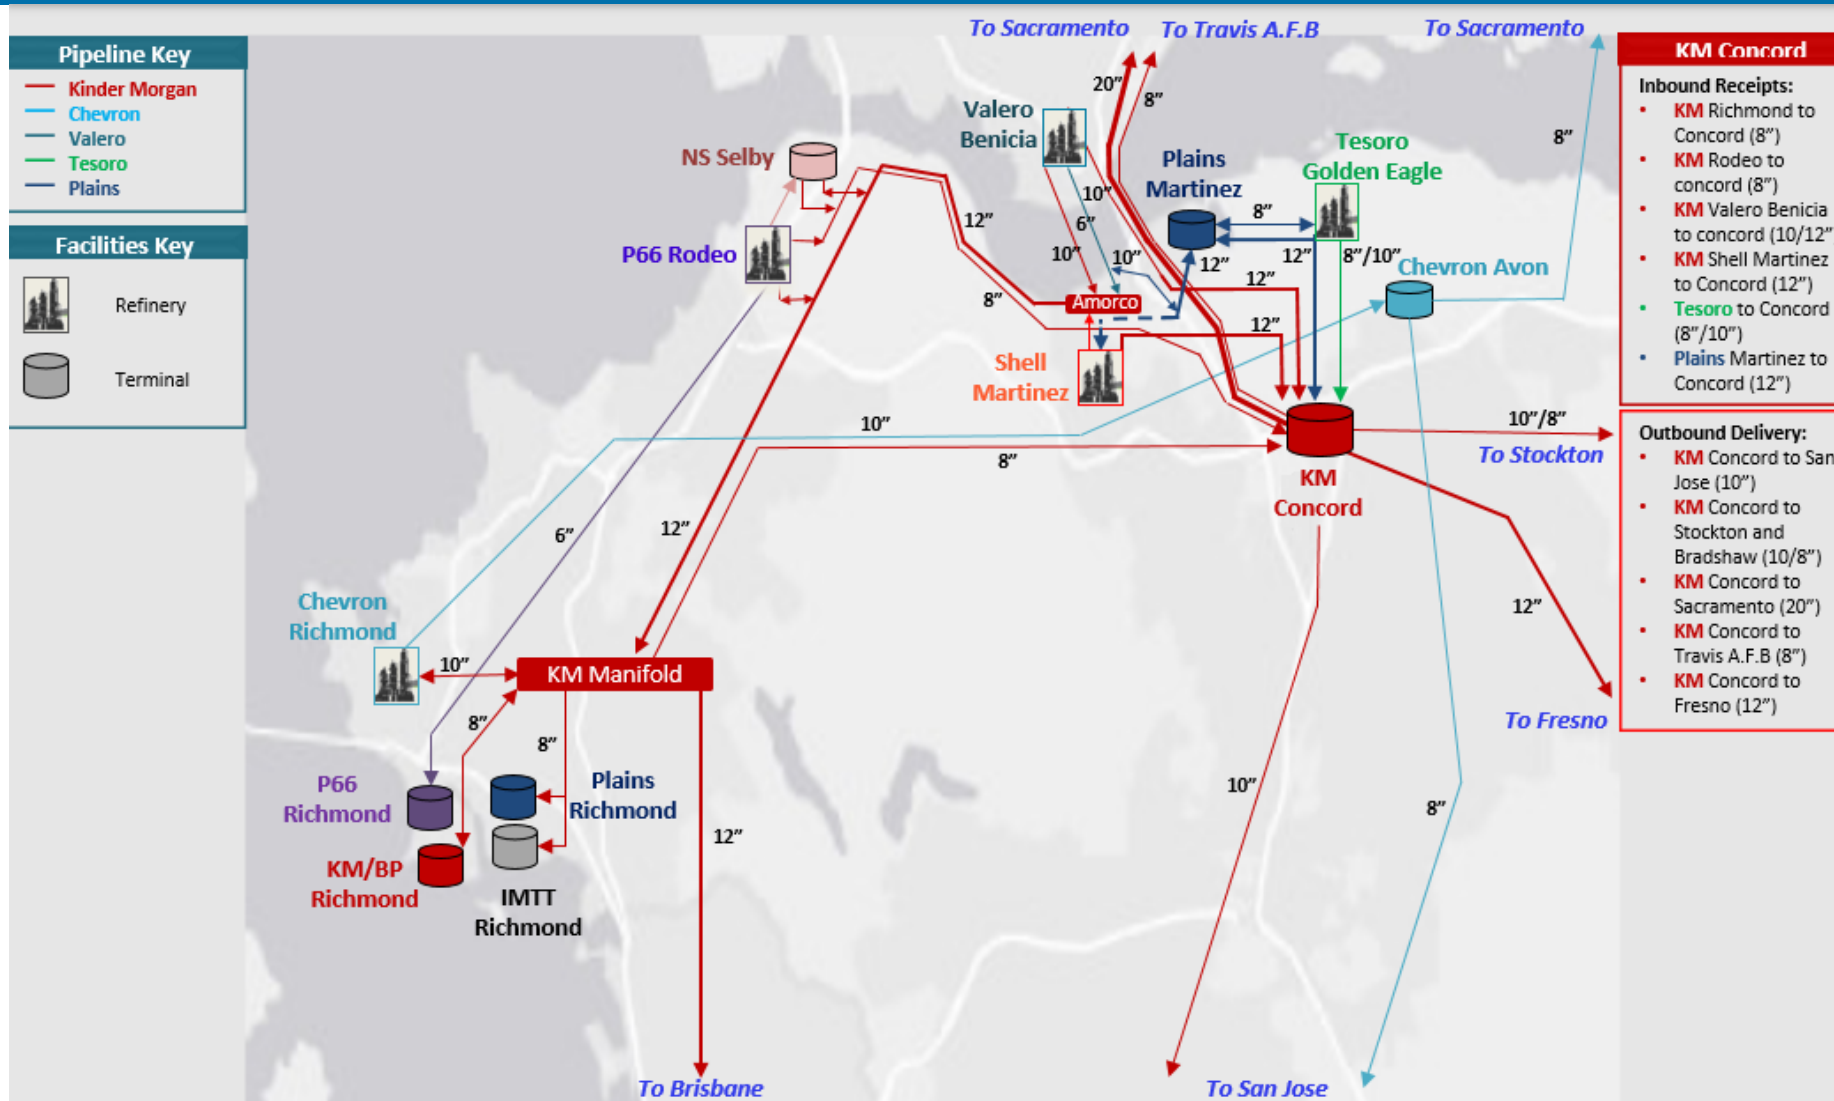 To Sacramento
To Travis A.F.B
To Sacramento
Pipeline Key
Kinder Morgan
Chevron
Valero
Tesoro
Plains
Facilities Key
Refinery
Terminal
20”
8”
8”
Valero
Benicia
NS Selby
Plains
Martinez
Tesoro
Golden Eagle
P66 Rodeo
12”
10”
6”
10”
10”
8”
12”
12”
8”/10”
Chevron Avon
12”
8”
Amorco
12”
Shell
Martinez
10”
8”
10”/8”
To Stockton
KM
Concord
6”
12”
12”
To Fresno
Chevron
Richmond
10”
KM Manifold
8”
8”
P66
Richmond
Plains
Richmond
KM/BP
Richmond
IMTT
Richmond
12”
10”
8”
To Brisbane
To San Jose
KM Concord
Inbound Receipts:
• KM Richmond to
Concord (8”)
• KM Rodeo to
concord (8”)
• KM Valero Benicia
to concord (10/12”
• KM Shell Martinez
to Concord (12”)
• Tesoro to Concord
(8”/10”)
• Plains Martinez to
Concord (12”)
Outbound Delivery:
• KM Concord to San
Jose (10”)
• KM Concord to
Stockton and
Bradshaw (10/8”)
• KM Concord to
Sacramento (20”)
• KM Concord to
Travis A.F.B (8”)
• KM Concord to
Fresno (12”)